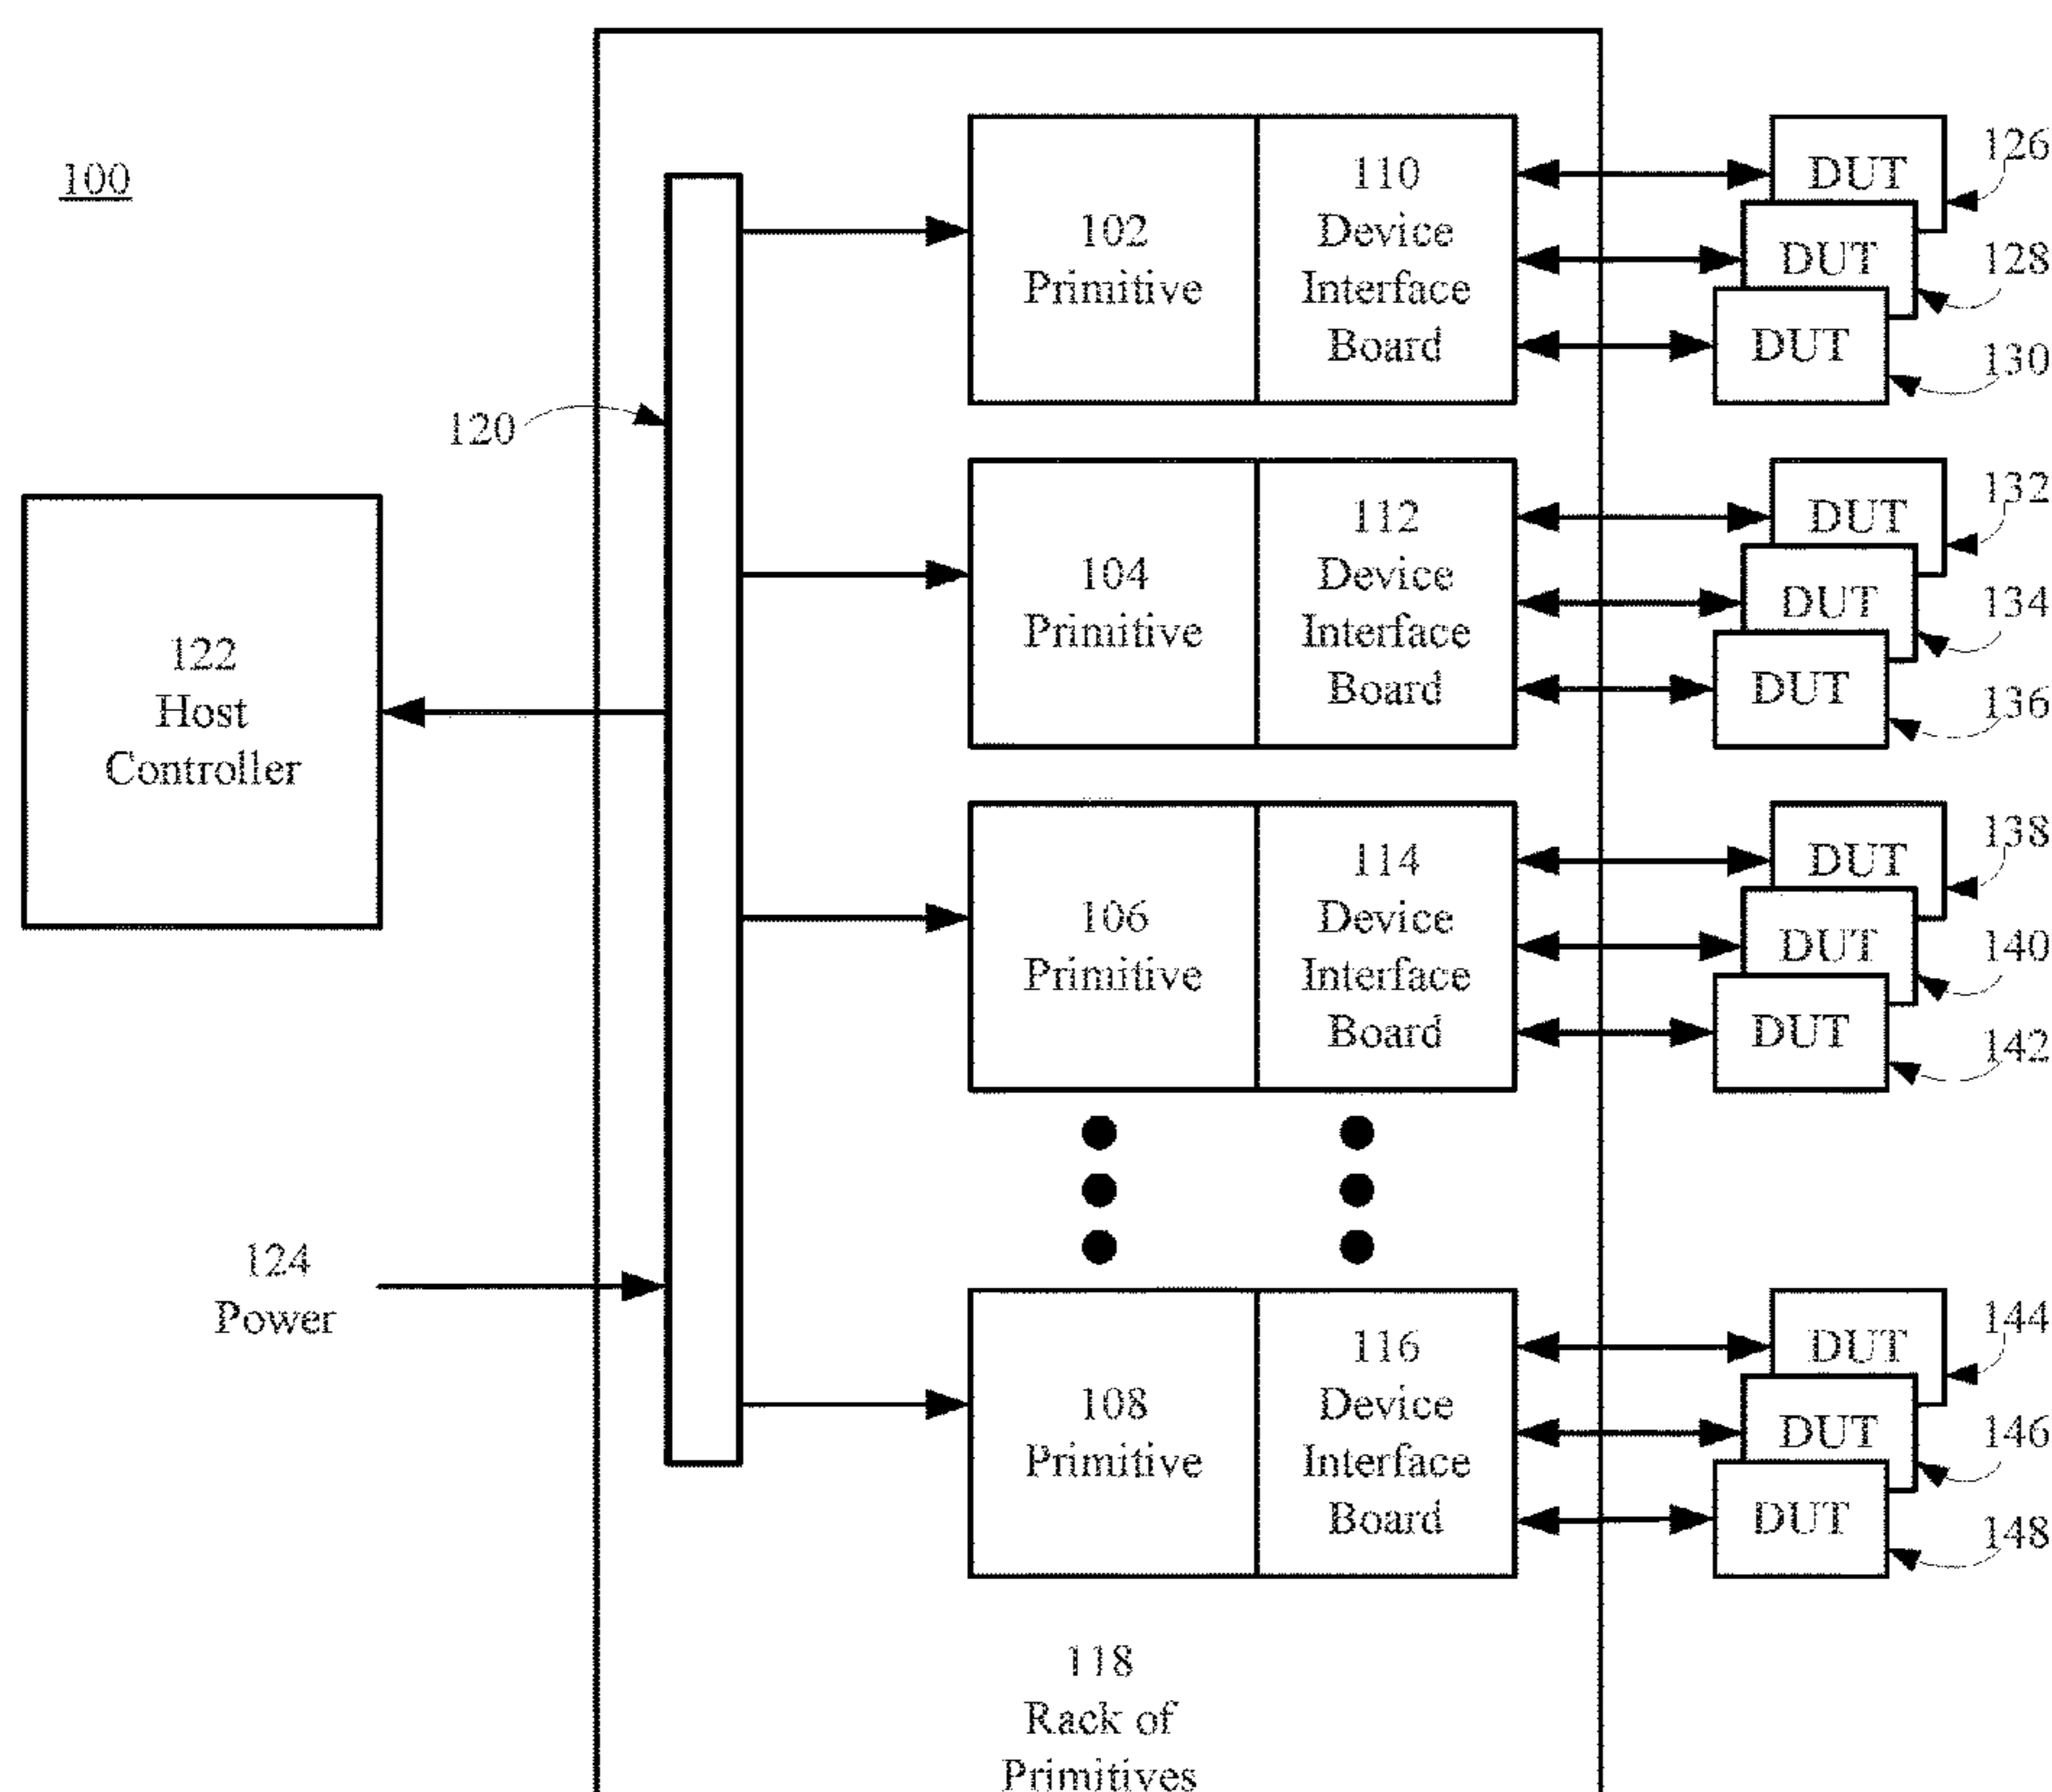 100
102
Primitive
110
Device
Interface
Board
DUT
126
DUT
128
DUT
130
120
104
Primitive
112
Device
Interface
Board
DUT
132
DUT
134
DUT
136
122
Host
Controller
106
Primitive
114
Device
Interface
Board
DUT
138
DUT
140
DUT
142
124
Power
108
Primitive
116
Device
Interface
Board
DUT
144
DUT
146
DUT
148
118
Rack of
Primitives